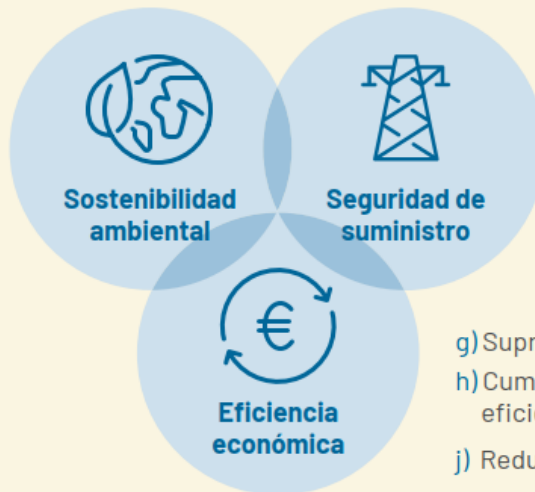 Sostenibilidad
ambiental
Seguridad de
suministro
€
Eficiencia
económica
g)
h)
j)